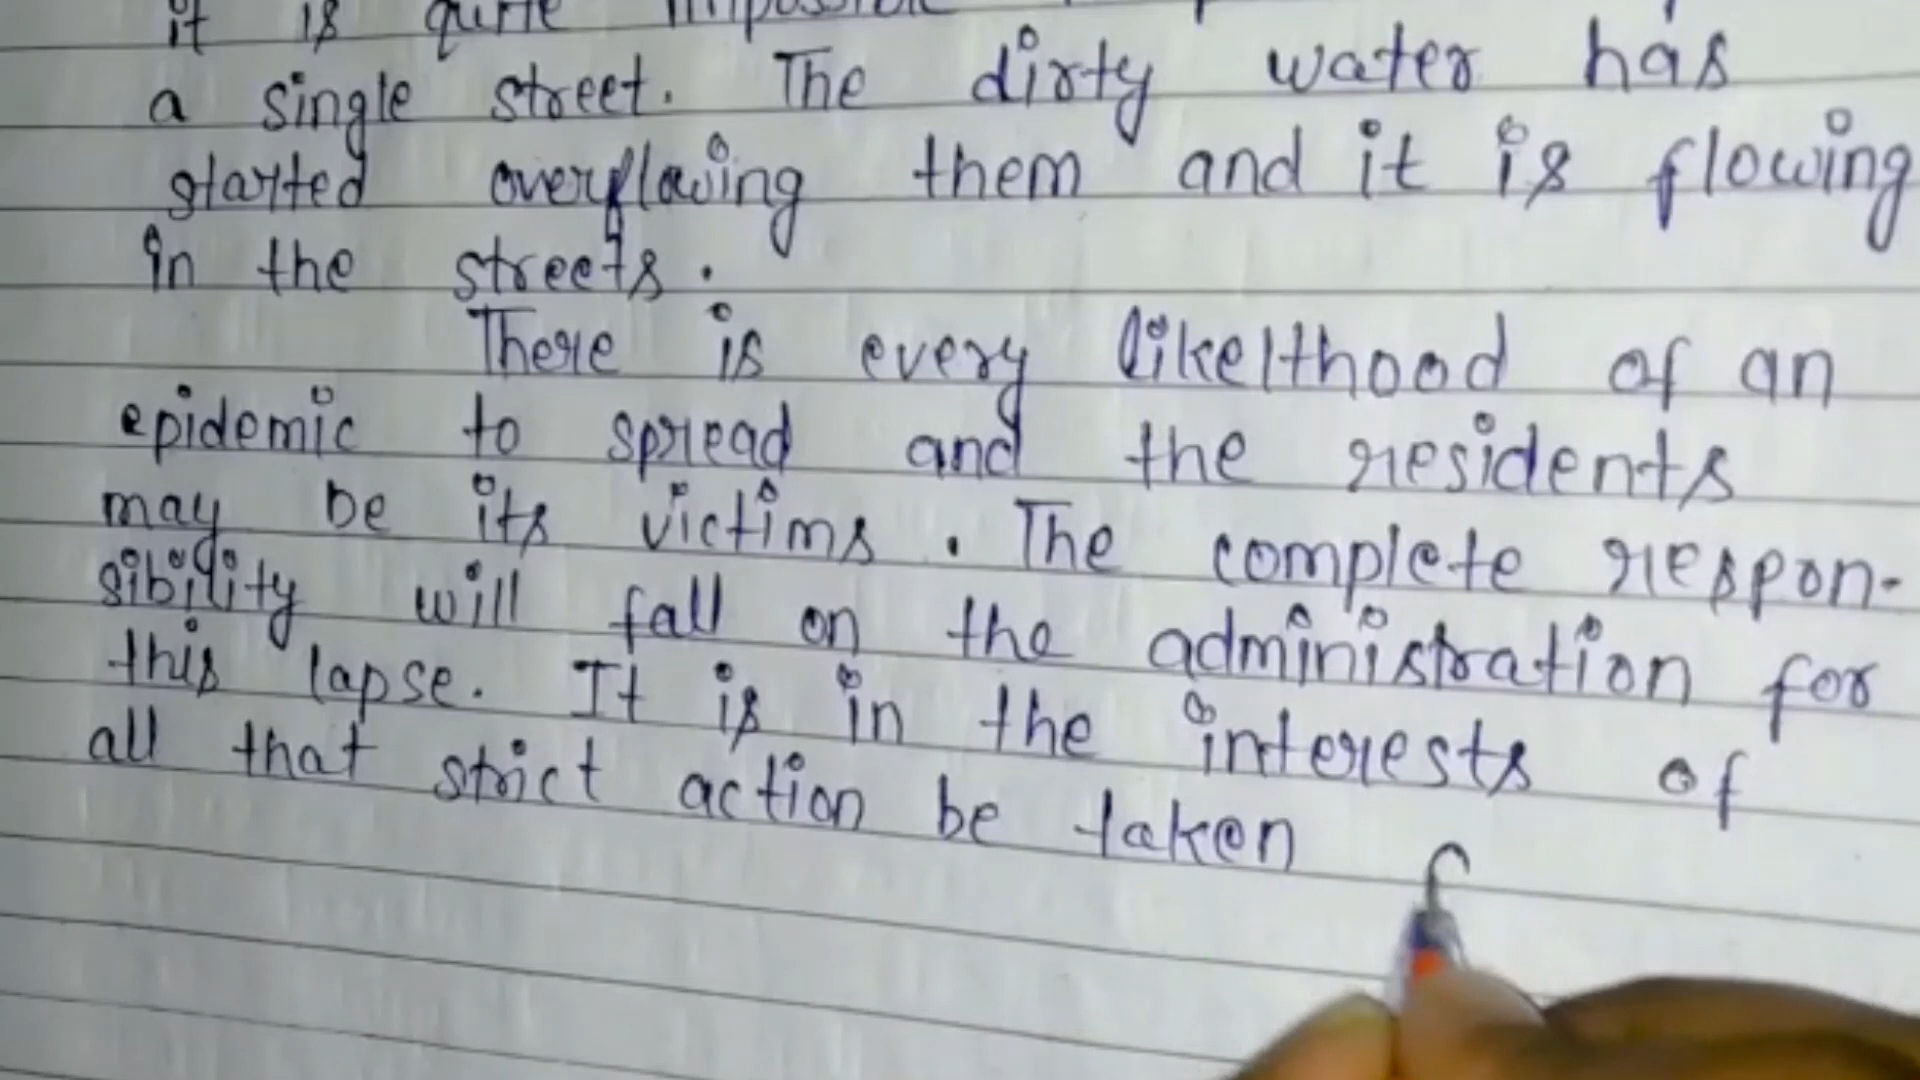 it is quite impossible
a single street. The dirty water has
started overflowing them and it is flowing
in the streets.
There is every likelthood of an
epidemic to spread and the residents
may be its victims. The complete respon-
sibility will fall on the administration for
this lapse. It is in the interests of
all that strict action be taken f